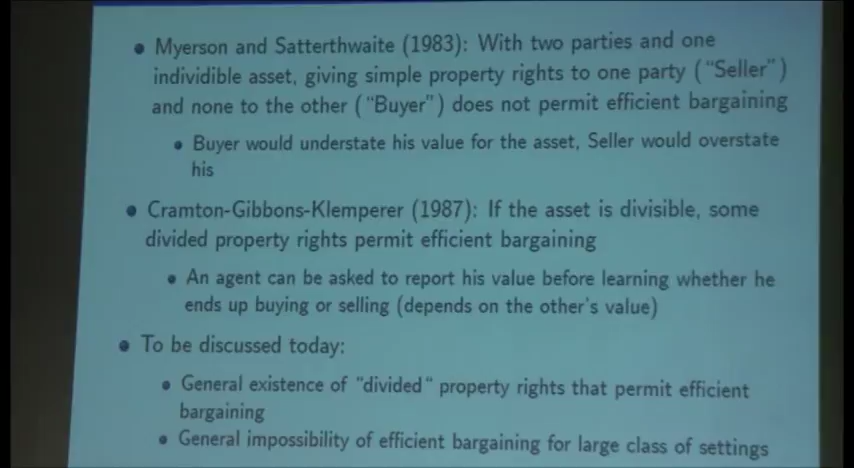 Myerson and Satterthwaite (1983): With two parties and one
individible asset, giving simple property rights to one party ("Seller")
and none to the other ("Buyer") does not permit efficient bargaining
Buyer would understate his value for the asset, Seller would overstate
his
Cramton-Gibbons-Klemperer (1987): If the asset is divisible, some
divided property rights permit efficient bargaining
An agent can be asked to report his value before learning whether he
ends up buying or selling (depends on the other's value)
To be discussed today:
General existence of "divided" property rights that permit efficient
bargaining
General impossibility of efficient bargaining for large class of settings